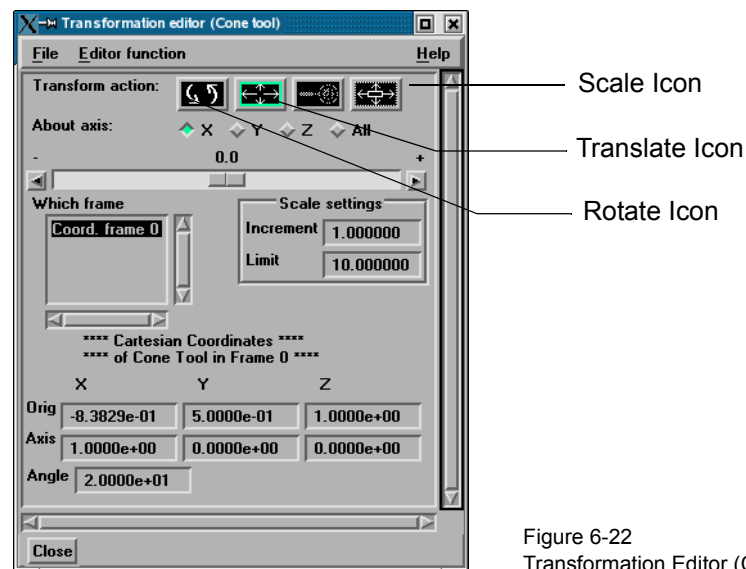 Transformation editor (Cone tool)
File Editor function Help
Transform action:
Scale Icon
About axis: X Y Z All
Translate Icon
- 0.0 +
Rotate Icon
Which frame
Coord. frame 0
Scale settings
Increment 1.000000
Limit 10.000000
**** Cartesian Coordinates ****
**** of Cone Tool in Frame 0 ****
X Y Z
Orig -8.3829e-01 5.0000e-01 1.0000e+00
Axis 1.0000e+00 0.0000e+00 0.0000e+00
Angle 2.0000e+01
Close
Figure 6-22
Transformation Editor (